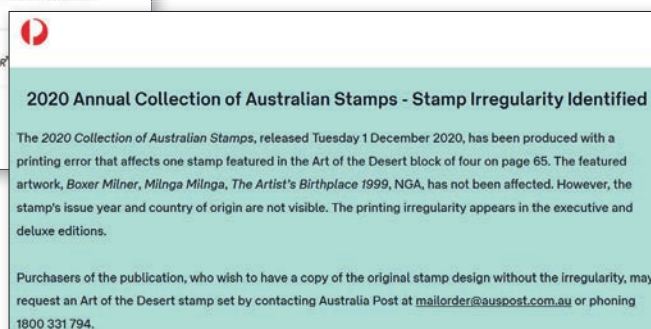 2020 Annual Collection of Australian Stamps - Stamp Irregularity Identified
The 2020 Collection of Australian Stamps, released Tuesday 1 December 2020, has been produced with a
printing error that affects one stamp featured in the Art of the Desert block of four on page 65. The featured
artwork, Boxer Milner, Milnga Milnga, The Artist's Birthplace 1999, NGA, has not been affected. However, the
stamp's issue year and country of origin are not visible. The printing irregularity appears in the executive and
deluxe editions.
Purchasers of the publication, who wish to have a copy of the original stamp design without the irregularity, may
request an Art of the Desert stamp set by contacting Australia Post at mailorder@auspost.com.au or phoning
1800 331 794.